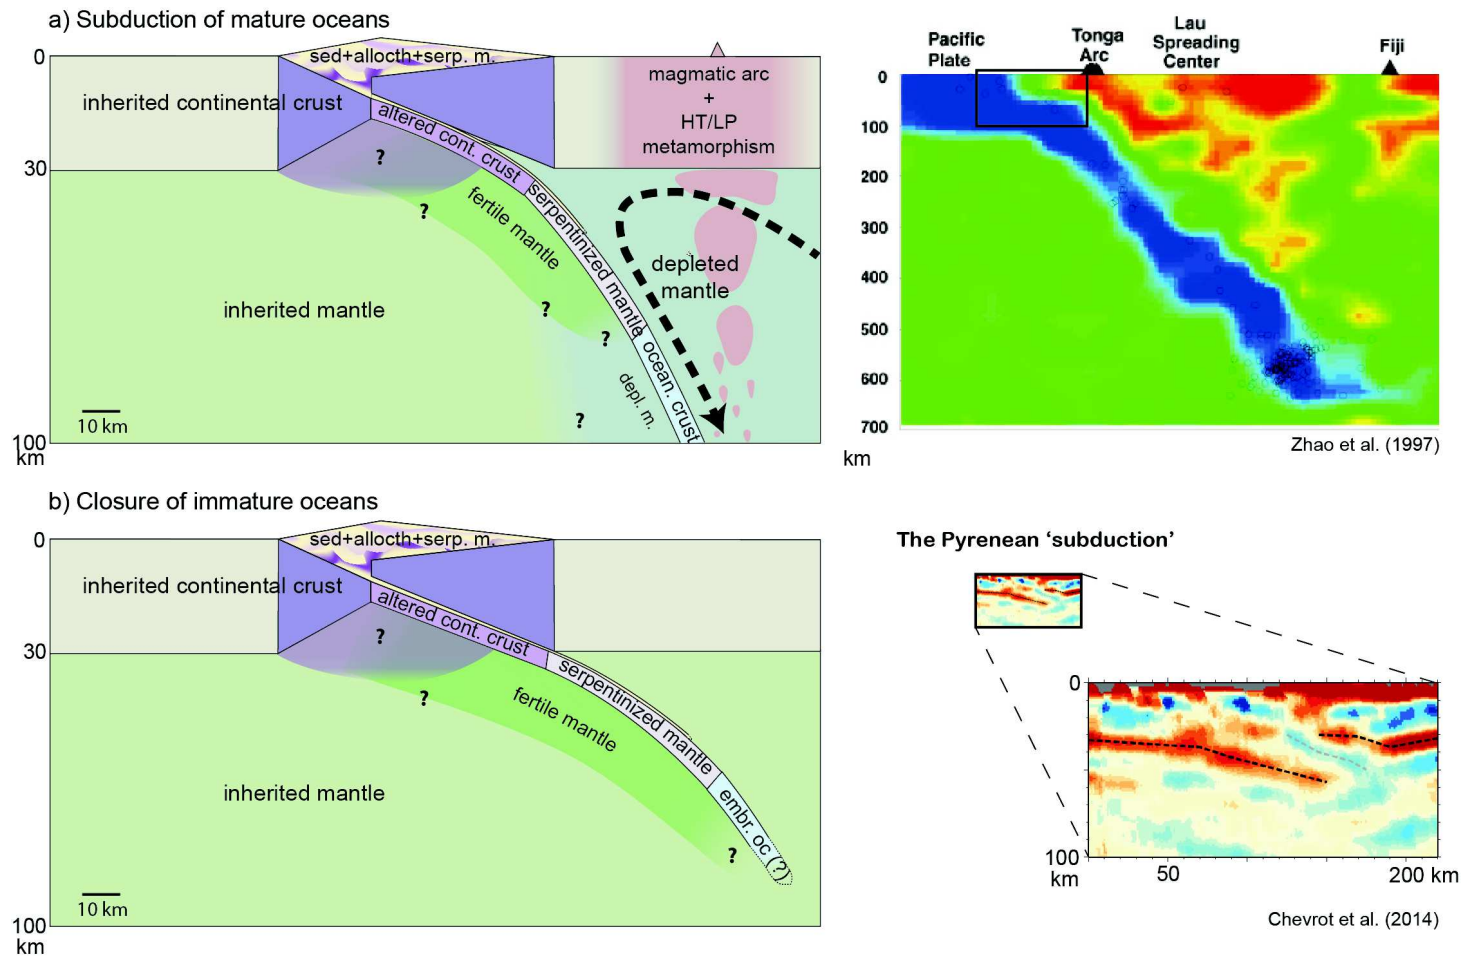 a) Subduction of mature oceans
0
30
100
km
sed+allocth+serp. m.
inherited continental crust
altered cont. crust
magmatic arc
+
HT/LP
metamorphism
?
?
fertile mantle
serpentinized mantle
depleted
mantle
inherited mantle
?
?
ocean. crust
depl. m.
?
10 km
Pacific
Plate
Tonga
Arc
Lau
Spreading
Center
Fiji
0
100
200
300
400
500
600
700
km
Zhao et al. (1997)
b) Closure of immature oceans
0
30
100
km
sed+allocth+serp. m.
inherited continental crust
altered cont. crust
?
?
fertile mantle
serpentinized mantle
inherited mantle
embr. oc (?)
?
10 km
The Pyrenean ‘subduction’
0
100
km
50
200 km
Chevrot et al. (2014)